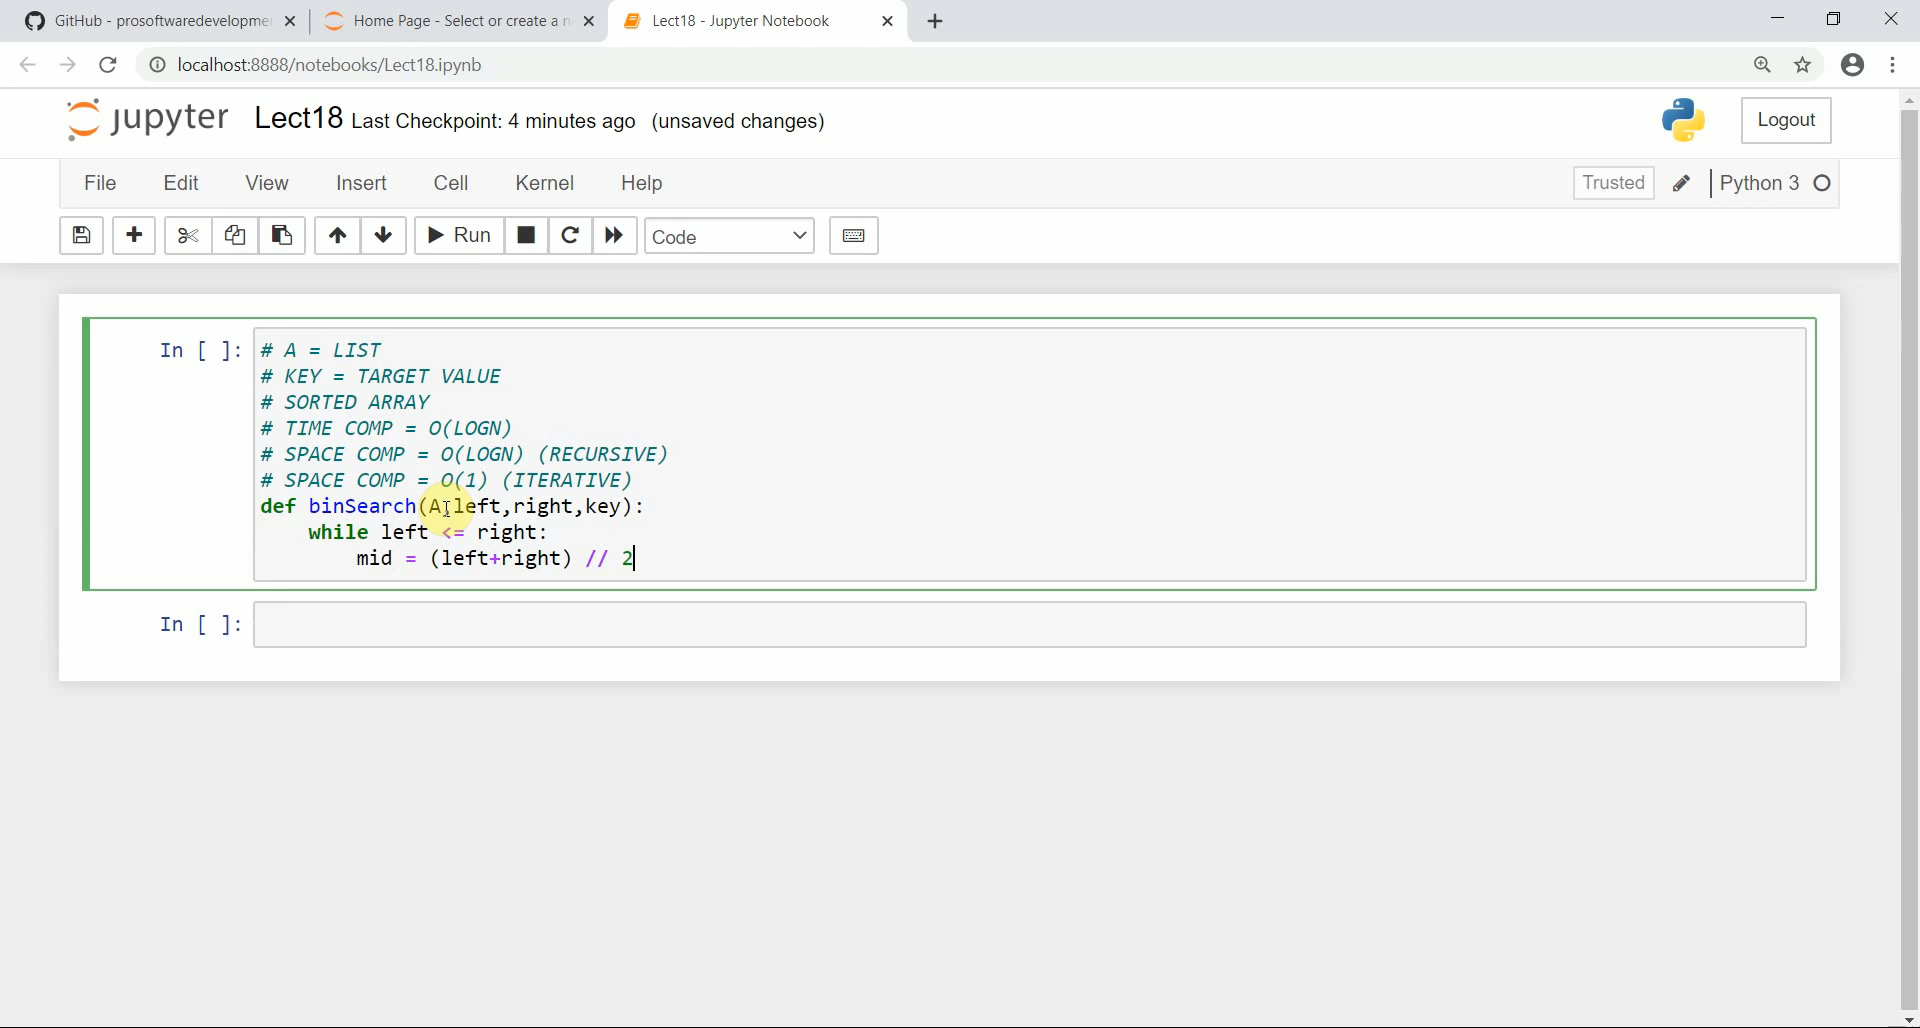 GitHub - prosoftwaredevelopme
Home Page - Select or create a n
Lect18 - Jupyter Notebook
localhost:8888/notebooks/Lect18.ipynb
jupyter Lect18 Last Checkpoint: 4 minutes ago (unsaved changes)
Logout
File Edit View Insert Cell Kernel Help
Trusted
Python 3
Run
Code
In [ ]:
# A = LIST
# KEY = TARGET VALUE
# SORTED ARRAY
# TIME COMP = O(LOGN)
# SPACE COMP = O(LOGN) (RECURSIVE)
# SPACE COMP = O(1) (ITERATIVE)
def binSearch(A,left,right,key):
while left <= right:
mid = (left+right) // 2
In [ ]: